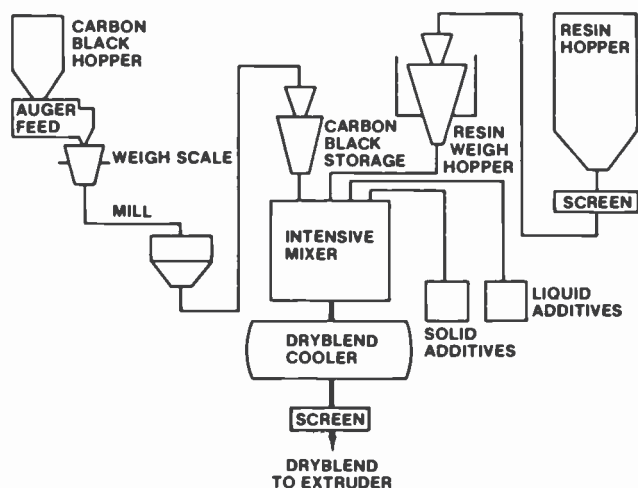 CARBON
BLACK
HOPPER
AUGER
FEED
WEIGH SCALE
MILL
CARBON
BLACK
STORAGE
RESIN
WEIGH
HOPPER
RESIN
HOPPER
SCREEN
INTENSIVE
MIXER
SOLID
ADDITIVES
LIQUID
ADDITIVES
DRYBLEND
COOLER
SCREEN
DRYBLEND
TO EXTRUDER